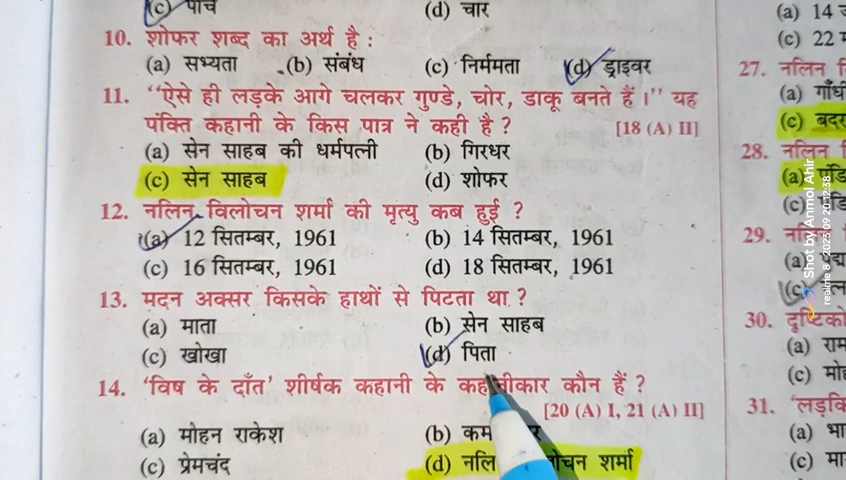 (c) पाँच (d) चार
10. शोफर शब्द का अर्थ है :
(a) सभ्यता (b) संबंध (c) निर्ममता (d) ड्राइवर
11. ‘‘ऐसे ही लड़के आगे चलकर गुण्डे, चोर, डाकू बनते हैं।’’ यह
पंक्ति कहानी के किस पात्र ने कही है ? [18 (A) II]
(a) सेन साहब की धर्मपत्नी (b) गिरधर
(c) सेन साहब (d) शोफर
12. नलिन विलोचन शर्मा की मृत्यु कब हुई ?
(a) 12 सितम्बर, 1961 (b) 14 सितम्बर, 1961
(c) 16 सितम्बर, 1961 (d) 18 सितम्बर, 1961
13. मदन अक्सर किसके हाथों से पिटता था ?
(a) माता (b) सेन साहब
(c) खोखा (d) पिता
14. ‘विष के दाँत’ शीर्षक कहानी के कौन हैं ?
[20 (A) I, 21 (A) II]
(a) मोहन राकेश (b)
(c) प्रेमचंद (d) शर्मा
(a) 14
(c) 22
27. नलिन
(a)
(c)
28. नलिन
(a)
(c)
29.
(a)
(c)
30.
(a)
(c)
31.
(a)
(c)
Shot by Anmol Ahir
realme 8 2023/09/20 12:38